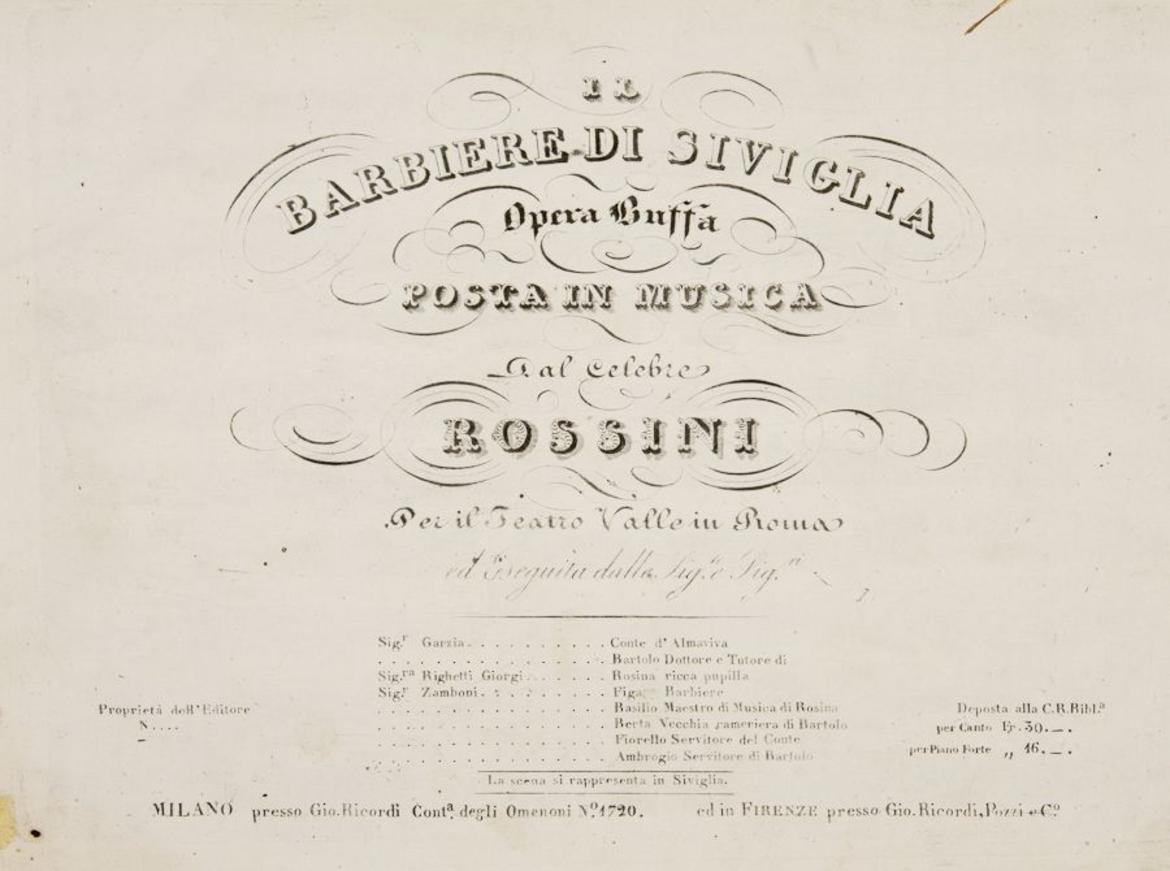 IL
BARBIERE DI SIVIGLIA
Opera Buffa
POSTA IN MUSICA
Dal Celebre
ROSSINI
Per il Teatro Valle in Roma
ed Eseguita dalle Sig.e e Sig.ri
Sig.r Garzia. . . . . . . . . . Conte d'Almaviva
. . . . . . . . . . . . . . . . Bartolo Dottore e Tutore di
Sig.ra Righetti Giorgi. . . . . . Rosina ricca pupilla
Sig.r Zamboni. . . . . . . . . Figa Barbiere
. . . . . . . . . . . . . . . . Basilio Maestro di Musica di Rosina
. . . . . . . . . . . . . . . . Berta Vecchia cameriera di Bartolo
. . . . . . . . . . . . . . . . Fiorello Servitore del Conte
. . . . . . . . . . . . . . . . Ambrogio Servitore di Bartolo
Proprietà dell'Editore
N. . . .
Deposta alla C.R.Bibl.a
per Canto Fr. 30._.
per Piano Forte „ 16._.
La scena si rappresenta in Siviglia.
MILANO presso Gio. Ricordi Cont.a degli Omenoni N.o 1720. ed in FIRENZE presso Gio. Ricordi, Pozzi e C.o